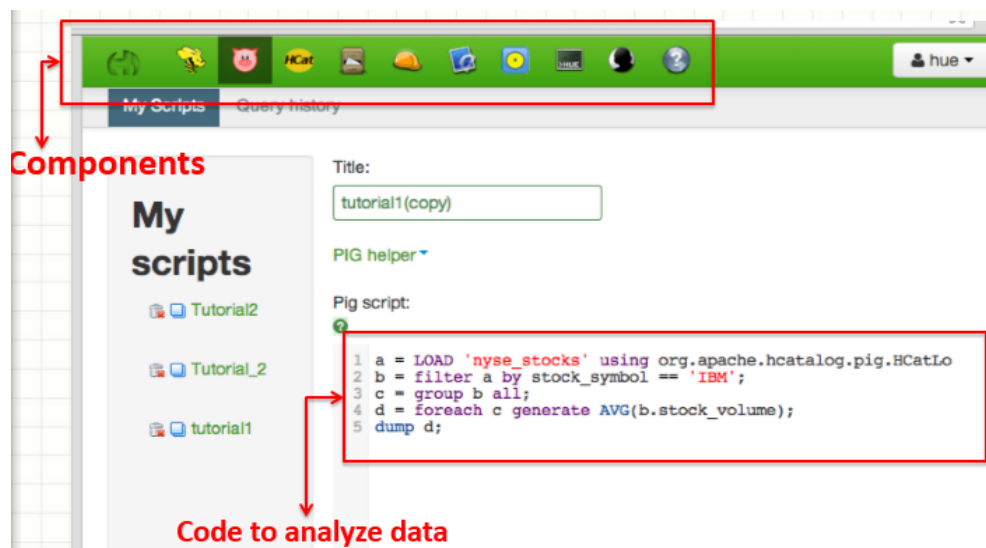 HCat
HUE
hue
My Scripts
Query history
Components
Title:
tutorial1(copy)
My
scripts
PIG helper
Tutorial2
Pig script:
?
1 a = LOAD 'nyse_stocks' using org.apache.hcatalog.pig.HCatLo
2 b = filter a by stock_symbol == 'IBM';
3 c = group b all;
4 d = foreach c generate AVG(b.stock_volume);
5 dump d;
Tutorial_2
tutorial1
Code to analyze data